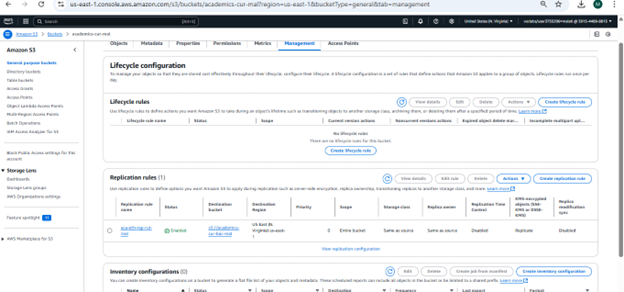 us-east-1.console.aws.amazon.com/s3/buckets/academics-cur-mal?region=us-east-1&bucketType=general&tab=management
Search
[Alt+S]
United States (N. Virginia)
Amazon S3 > Buckets > academics-cur-mal
Amazon S3
General purpose buckets
Directory buckets
Table buckets
Access Grants
Access Points
Object Lambda Access Points
Multi-Region Access Points
Batch Operations
IAM Access Analyzer for S3
Block Public Access settings for this account
Storage Lens
Dashboards
Storage Lens groups
AWS Organizations settings
Feature spotlight
AWS Marketplace for S3
Objects Metadata Properties Permissions Metrics Management Access Points
Lifecycle configuration
To manage your objects so that they are stored cost effectively throughout their lifecycle, configure their lifecycle. A lifecycle configuration is a set of rules that define actions that Amazon S3 applies to a group of objects. Lifecycle rules run once per day.
Lifecycle rules
View details Edit Delete Actions Create lifecycle rule
Use lifecycle rules to define actions you want Amazon S3 to take during an object's lifetime such as transitioning objects to another storage class, archiving them, or deleting them after a specified period of time. Learn more
Lifecycle rule name Status Scope Current version actions Noncurrent versions actions Expired object delete mar... Incomplete multipart upl...
No lifecycle rules
There are no lifecycle rules for this bucket.
Create lifecycle rule
Replication rules (1)
View details Edit rule Delete Actions Create replication rule
Use replication rules to define options you want Amazon S3 to apply during replication such as server-side encryption, replica ownership, transitioning replicas to another storage class, and more. Learn more
Replication rule name Status Destination bucket Destination Region Priority Scope Storage class Replica owner Replication Time Control KMS-encrypted objects (SSE-KMS or DSSE-KMS) Replica modification sync
Enabled US East (N. Virginia) us-east-1 0 Entire bucket Same as source Same as source Disabled Replicate Disabled
View replication configuration
Inventory configurations (0)
Edit Delete Create job from manifest Create inventory configuration
You can create inventory configurations on a bucket to generate a flat file list of your objects and metadata. These scheduled reports can include all objects in the bucket or be limited to a shared prefix. Learn more
Name Status Scope Destination Frequency Last export Format